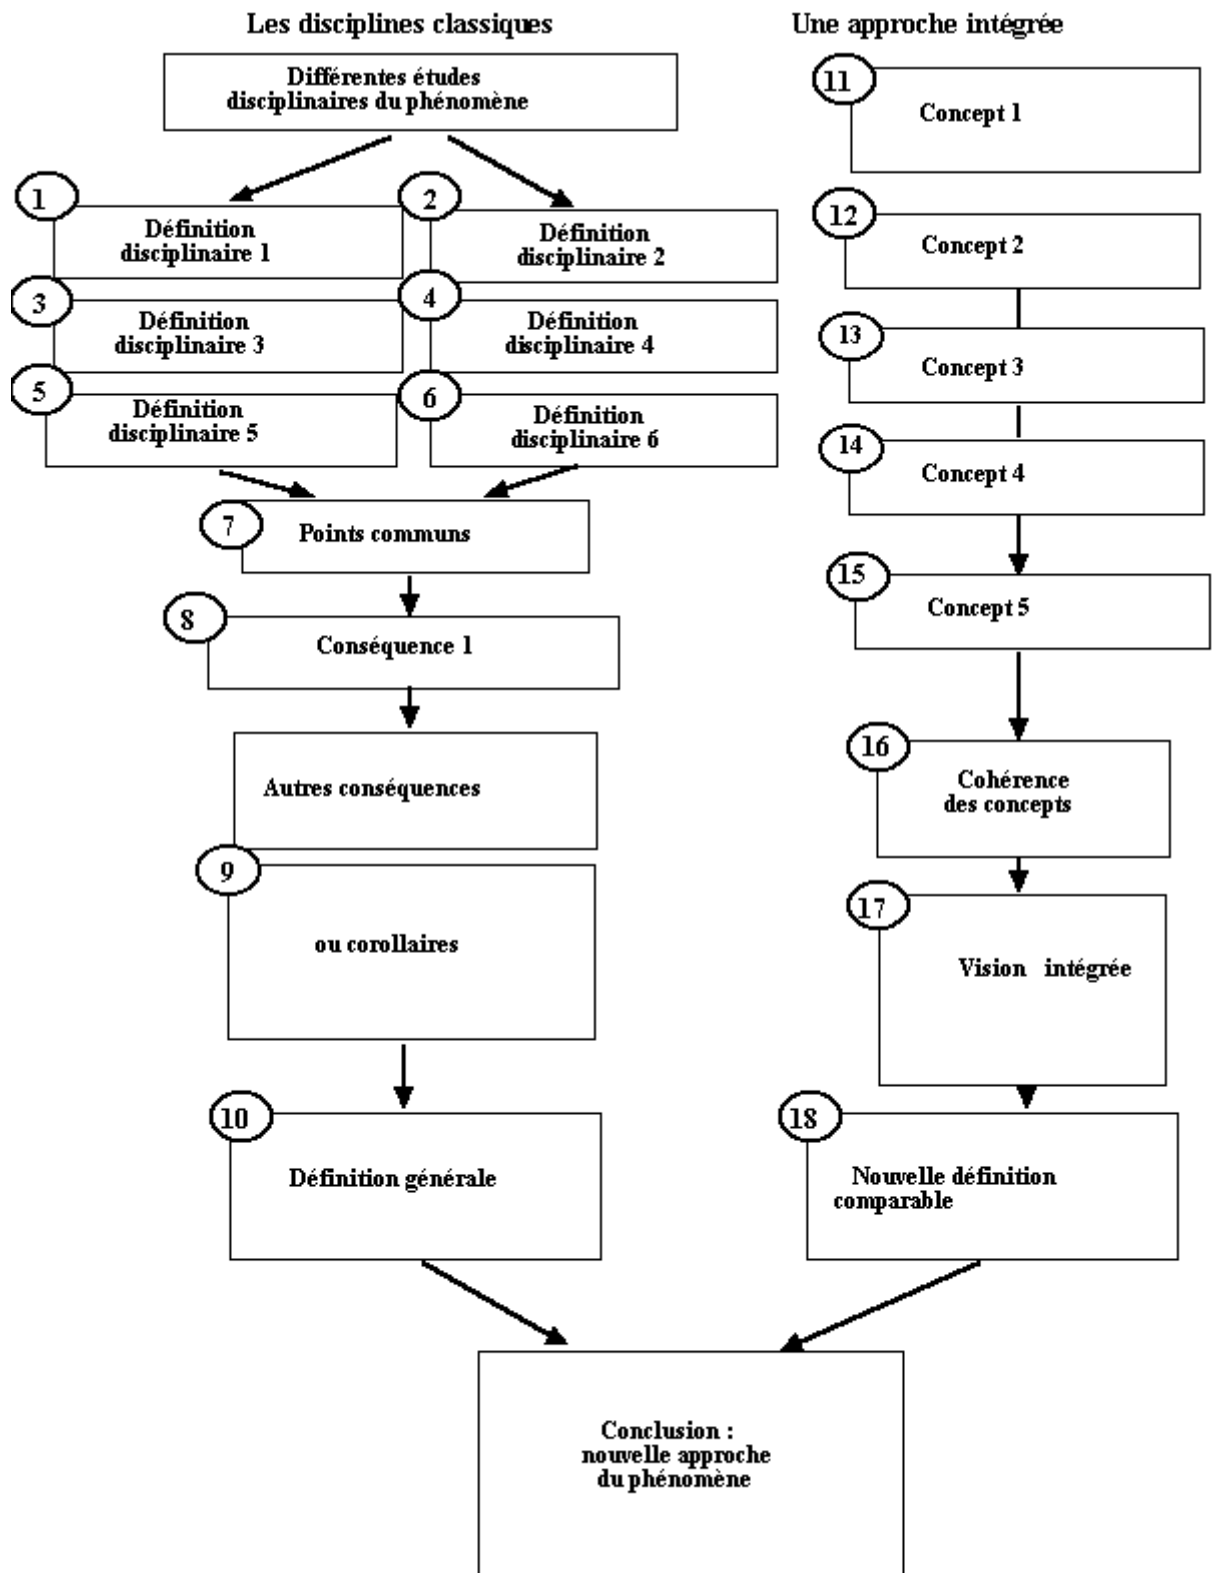 Les disciplines classiques
Différentes études
disciplinaires du phénomène
1
Définition
disciplinaire 1
2
Définition
disciplinaire 2
3
Définition
disciplinaire 3
4
Définition
disciplinaire 4
5
Définition
disciplinaire 5
6
Définition
disciplinaire 6
7
Points communs
8
Conséquence 1
Autres conséquences
9
ou corollaires
10
Définition générale
Une approche intégrée
11
Concept 1
12
Concept 2
13
Concept 3
14
Concept 4
15
Concept 5
16
Cohérence
des concepts
17
Vision intégrée
18
Nouvelle définition
comparable
Conclusion :
nouvelle approche
du phénomène